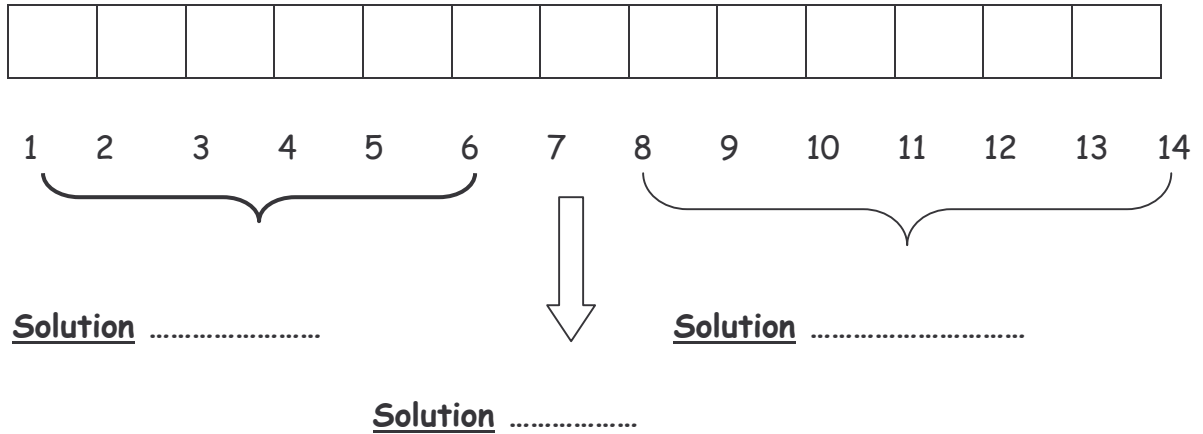 1 2 3 4 5 6 7 8 9 10 11 12 13 14
Solution ........................ Solution ..............................
Solution ..................